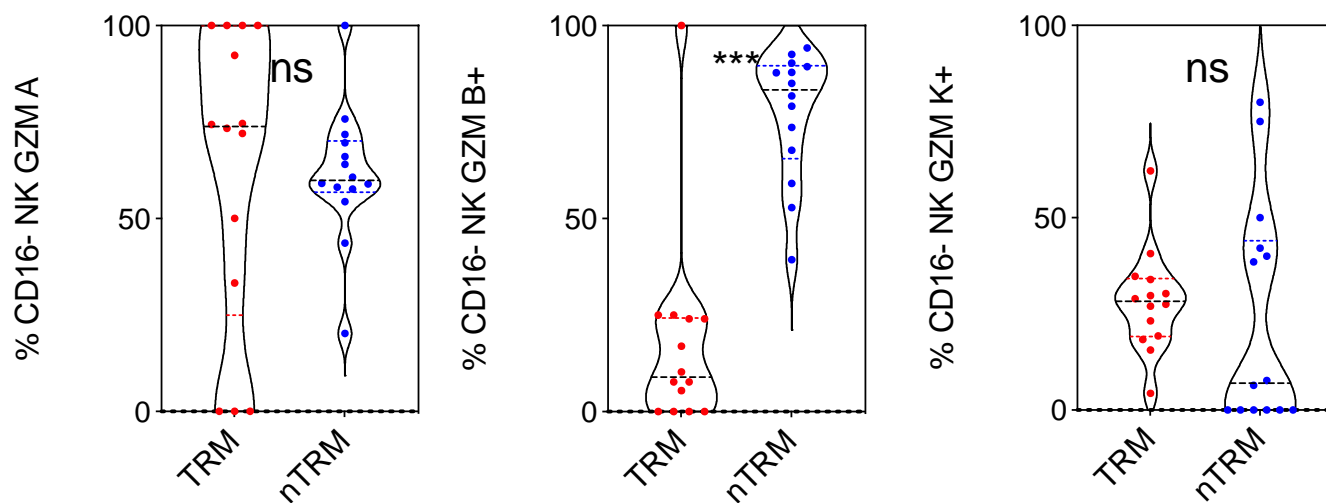 % CD16- NK GZM A
100
50
0
ns
TRM
nTRM
% CD16- NK GZM B+
100
50
0
***
TRM
nTRM
% CD16- NK GZM K+
100
50
0
ns
TRM
nTRM